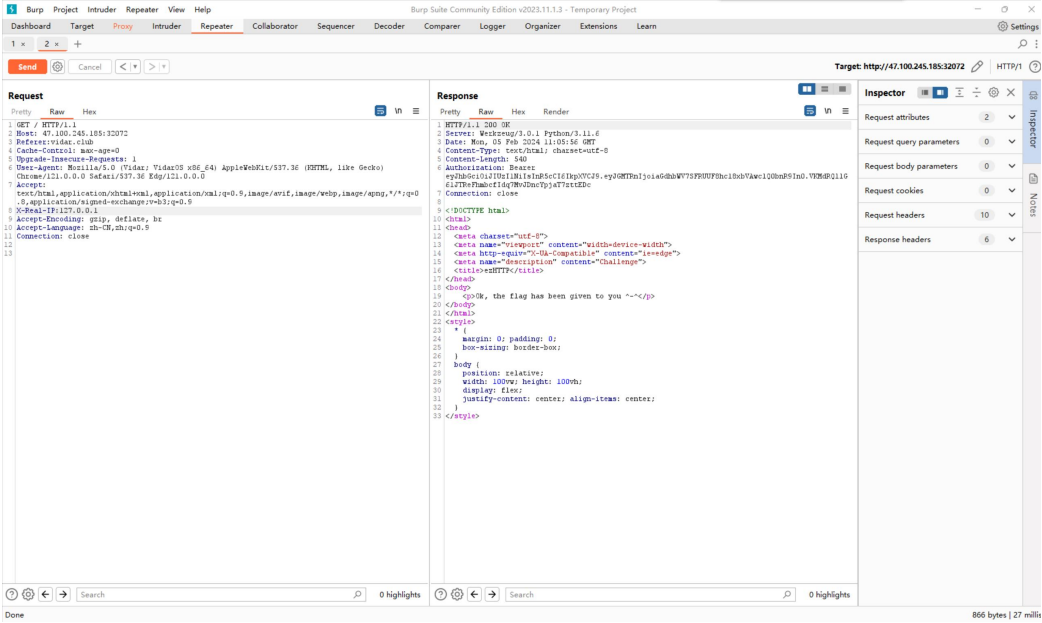 Burp Project Intruder Repeater View Help Burp Suite Community Edition v2023.11.1.3 - Temporary Project
Dashboard Target Proxy Intruder Repeater Collaborator Sequencer Decoder Comparer Logger Organizer Extensions Learn Settings
1 × 2 × +
Send Cancel < > Target: http://47.100.245.185:32072 HTTP/1
Request
Pretty Raw Hex \n
1 GET / HTTP/1.1
2 Host: 47.100.245.185:32072
3 Referer:vidar.club
4 Cache-Control: max-age=0
5 Upgrade-Insecure-Requests: 1
6 User-Agent: Mozilla/5.0 (Vidar; VidarOS x86_64) AppleWebKit/537.36 (KHTML, like Gecko)
Chrome/121.0.0.0 Safari/537.36 Edg/121.0.0.0
7 Accept:
text/html,application/xhtml+xml,application/xml;q=0.9,image/avif,image/webp,image/apng,*/*;q=0
.8,application/signed-exchange;v=b3;q=0.9
8 X-Real-IP:127.0.0.1
9 Accept-Encoding: gzip, deflate, br
10 Accept-Language: zh-CN,zh;q=0.9
11 Connection: close
12
13
Search 0 highlights
Response
Pretty Raw Hex Render \n
1 HTTP/1.1 200 OK
2 Server: Werkzeug/3.0.1 Python/3.11.6
3 Date: Mon, 05 Feb 2024 11:05:56 GMT
4 Content-Type: text/html; charset=utf-8
5 Content-Length: 540
6 Authorization: Bearer
7 Connection: close
8
9 <!DOCTYPE html>
10 <html>
11 <head>
12 <meta charset="utf-8">
13 <meta name="viewport" content="width=device-width">
14 <meta http-equiv="X-UA-Compatible" content="ie=edge">
15 <meta name="description" content="Challenge">
16 <title>ezHTTP</title>
17 </head>
18 <body>
19 <p>Ok, the flag has been given to you ^-^</p>
20 </body>
21 </html>
22 <style>
23 * {
24 margin: 0; padding: 0;
25 box-sizing: border-box;
26 }
27 body {
28 position: relative;
29 width: 100vw; height: 100vh;
30 display: flex;
31 justify-content: center; align-items: center;
32 }
33 </style>
Search 0 highlights
Inspector
Request attributes 2
Request query parameters 0
Request body parameters 0
Request cookies 0
Request headers 10
Response headers 6
Inspector
Notes
Done 866 bytes | 27 millis